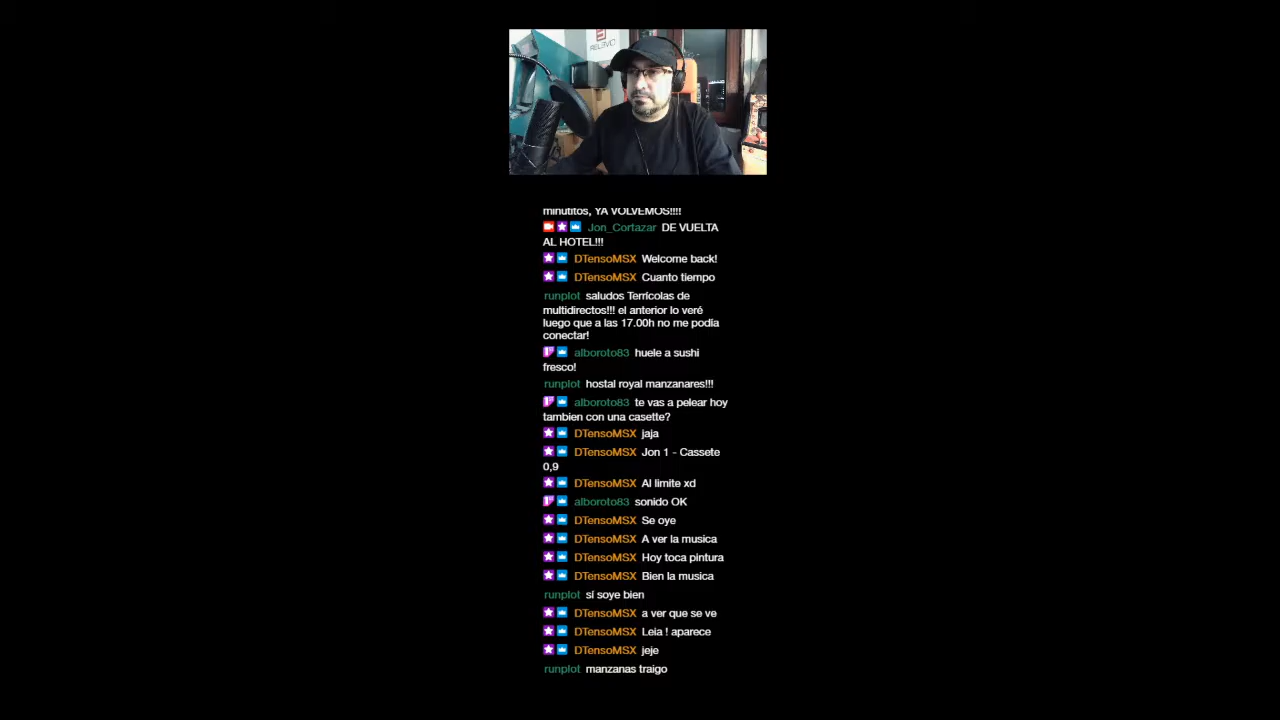 RELEVO
minutitos, YA VOLVEMOS!!!!
Jon_Cortazar DE VUELTA
AL HOTEL!!!
DTensoMSX Welcome back!
DTensoMSX Cuanto tiempo
runplot saludos Terrícolas de
multidirectos!!! el anterior lo veré
luego que a las 17.00h no me podía
conectar!
alboroto83 huele a sushi
fresco!
runplot hostal royal manzanares!!!
alboroto83 te vas a pelear hoy
tambien con una casette?
DTensoMSX jaja
DTensoMSX Jon 1 - Cassete
0,9
DTensoMSX Al limite xd
alboroto83 sonido OK
DTensoMSX Se oye
DTensoMSX A ver la musica
DTensoMSX Hoy toca pintura
DTensoMSX Bien la musica
runplot sí soye bien
DTensoMSX a ver que se ve
DTensoMSX Leia ! aparece
DTensoMSX jeje
runplot manzanas traigo